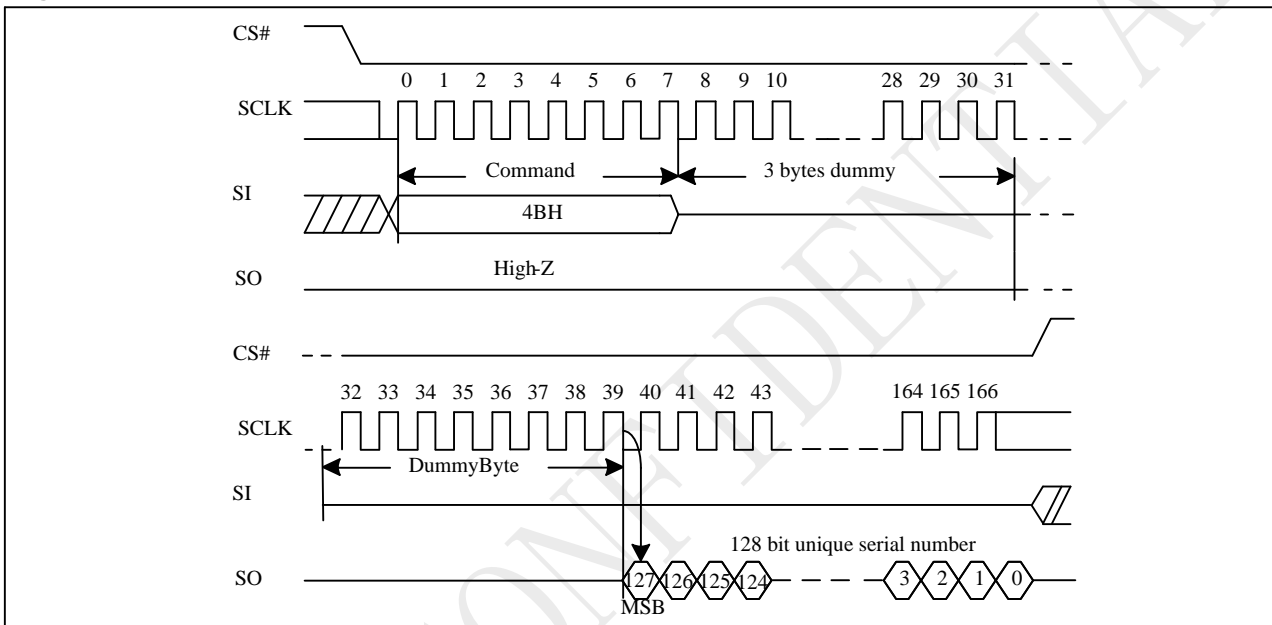 CS#
0 1 2 3 4 5 6 7 8 9 10 28 29 30 31
SCLK
Command 3 bytes dummy
SI
4BH
High-Z
SO
CS#
32 33 34 35 36 37 38 39 40 41 42 43 164 165 166
SCLK
DummyByte
SI
128 bit unique serial number
SO 127 126 125 124 3 2 1 0
MSB
CONFIDENTIAL